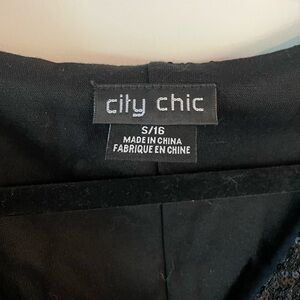 city chic
S/16
MADE IN CHINA
FABRIQUE EN CHINE